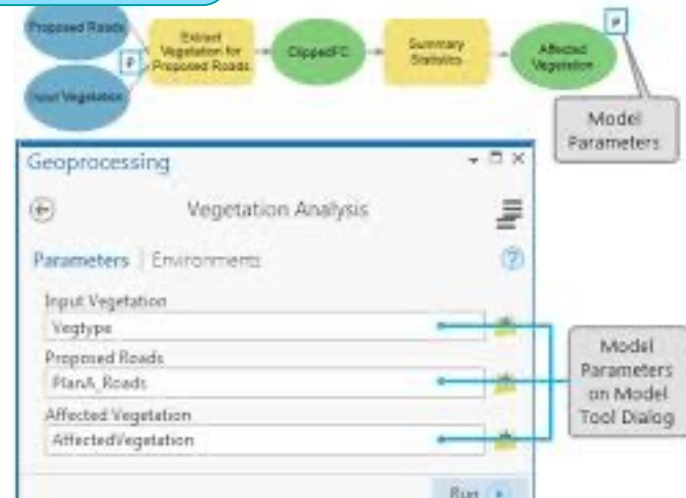 Proposed Roads
Extract
Vegetation for
Proposed Roads
ClippedFC
Summary
Statistics
Affected
Vegetation
P
P
Input Vegetation
Model
Parameters
Geoprocessing
Vegetation Analysis
Parameters | Environments
Input Vegetation
Vegtype
Proposed Roads
PlanA_Roads
Affected Vegetation
AffectedVegetation
Model
Parameters
on Model
Tool Dialog
Run